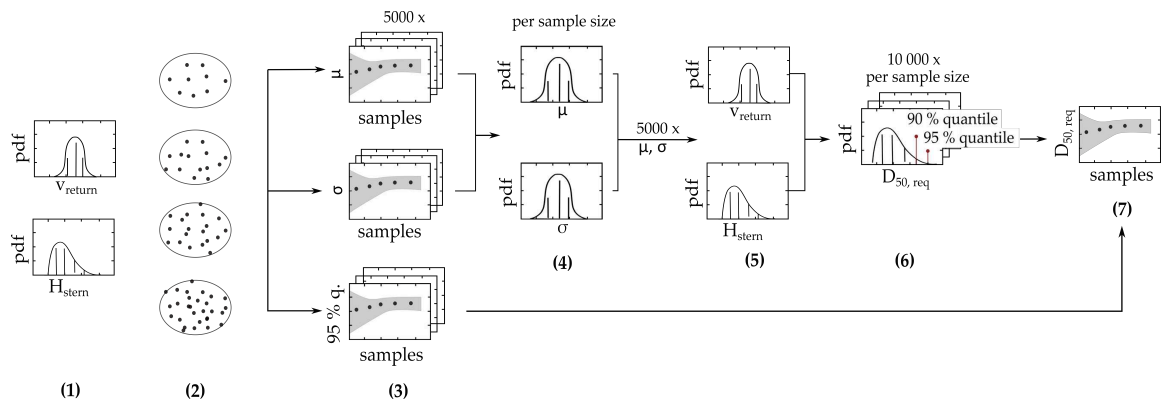 pdf
v_return
pdf
H_stern
(1)
(2)
5000 x
μ
samples
σ
samples
95 % q.
samples
(3)
per sample size
pdf
μ
pdf
σ
(4)
5000 x
μ, σ
pdf
v_return
pdf
H_stern
(5)
10 000 x
per sample size
pdf
90 % quantile
95 % quantile
D_50, req
(6)
D_50, req
samples
(7)